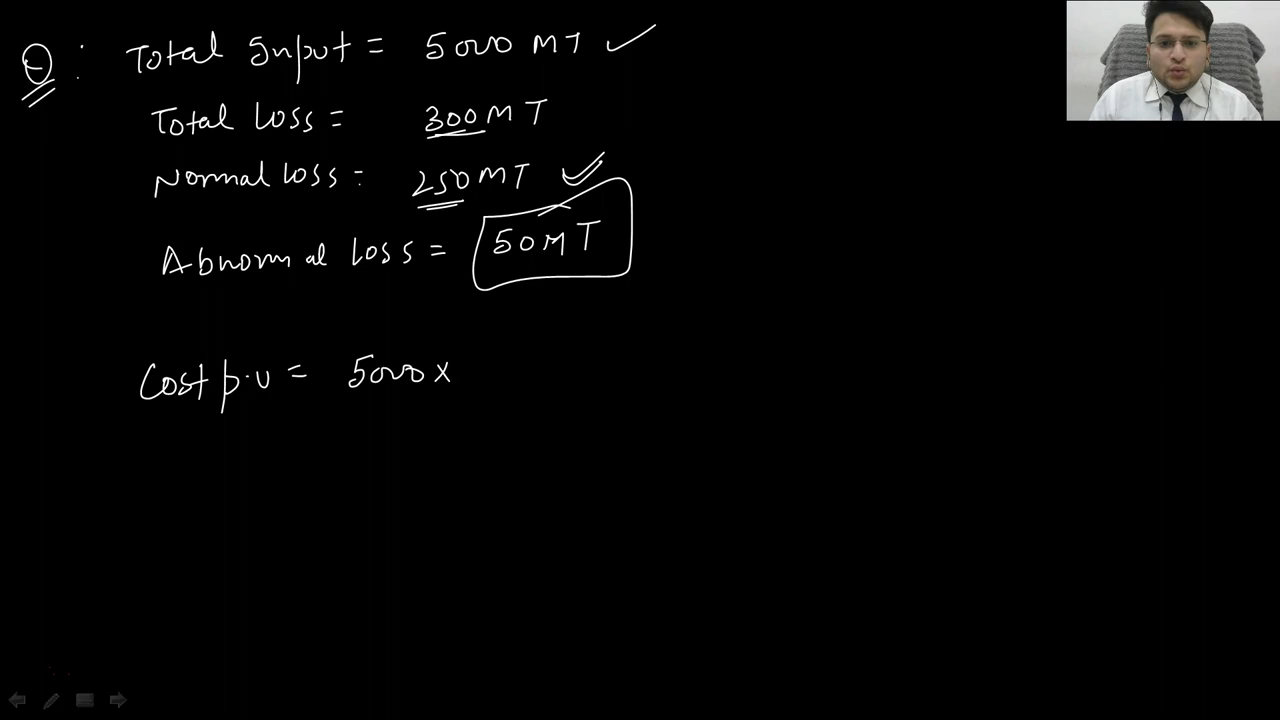 Q: Total Input = 5000 MT ✓
Total Loss = 300 MT
Normal Loss = 250 MT ✓
Abnormal Loss = 50 MT
Cost p.u = 5000 x